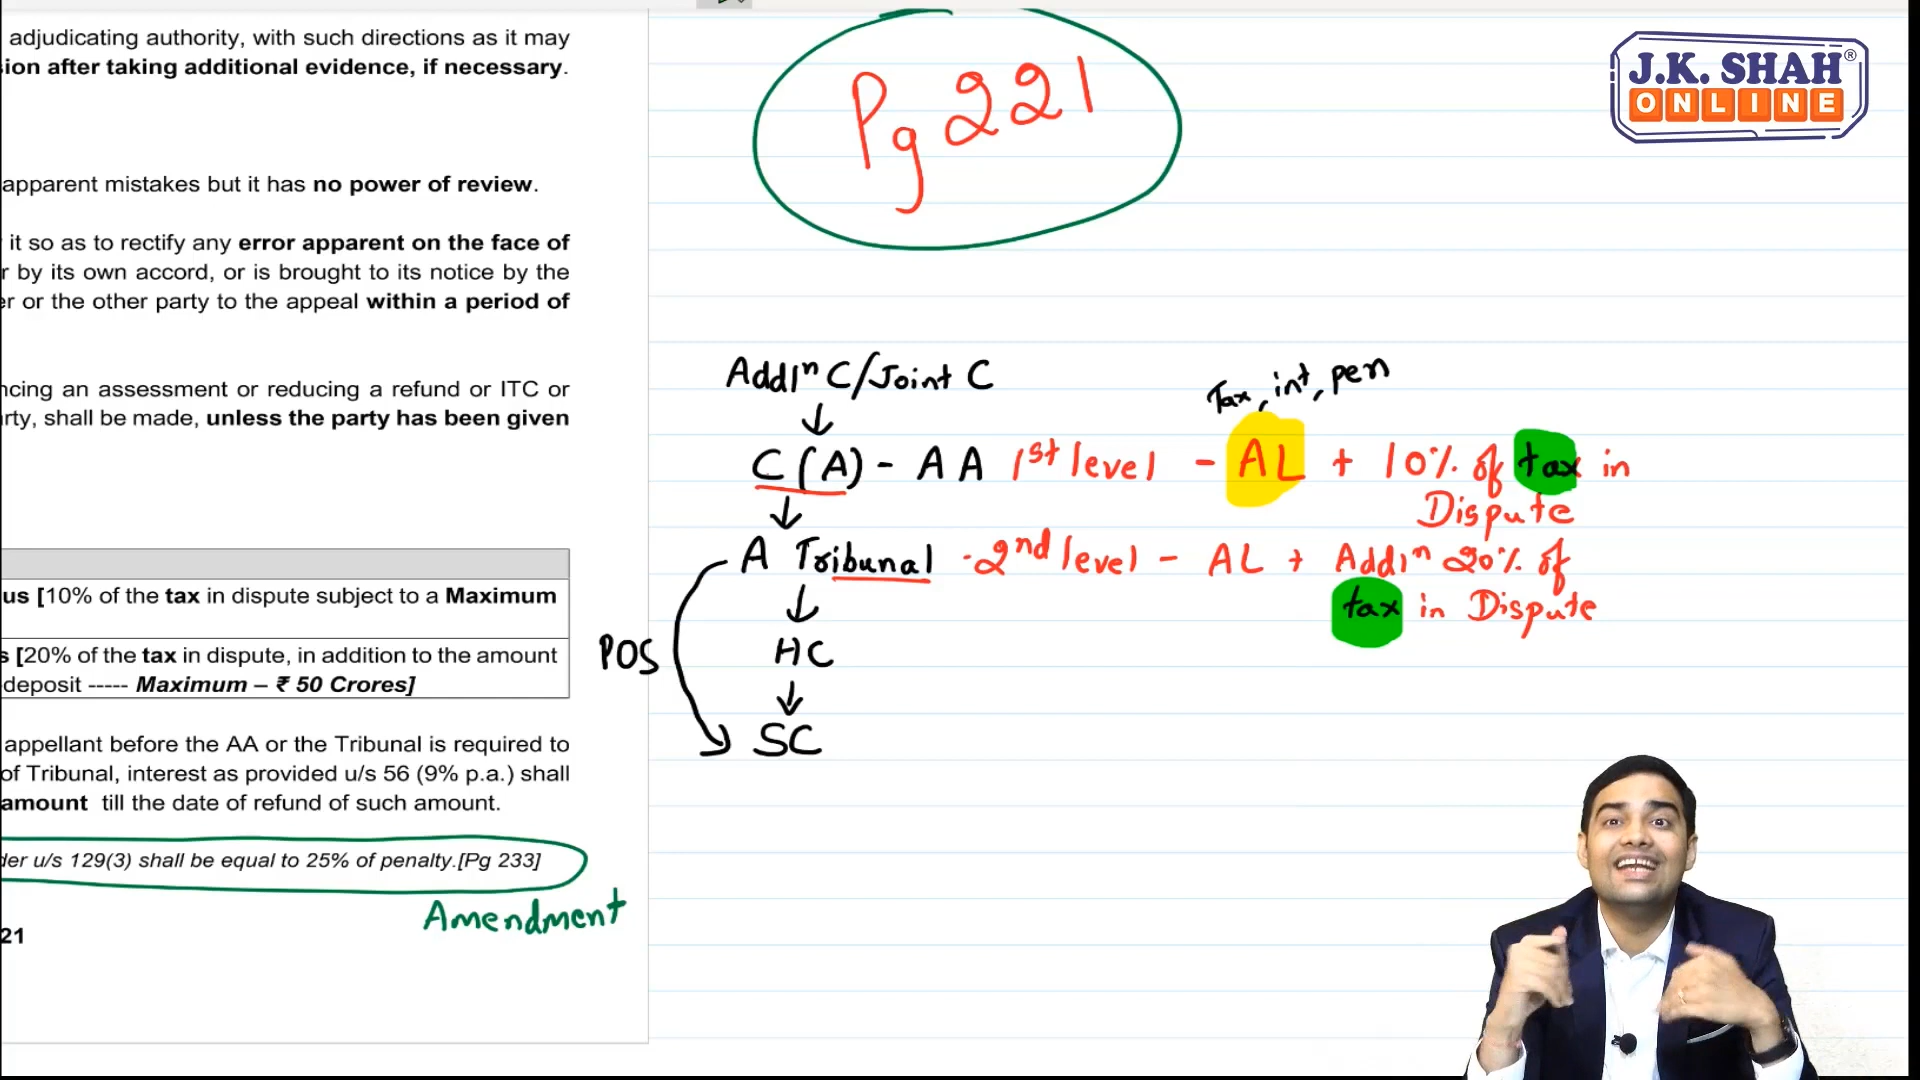 adjudicating authority, with such directions as it may
ion after taking additional evidence, if necessary.
apparent mistakes but it has no power of review.
it so as to rectify any error apparent on the face of
r by its own accord, or is brought to its notice by the
er or the other party to the appeal within a period of
ncing an assessment or reducing a refund or ITC or
rty, shall be made, unless the party has been given
us [10% of the tax in dispute subject to a Maximum
s [20% of the tax in dispute, in addition to the amount
deposit ----- Maximum – ₹ 50 Crores]
appellant before the AA or the Tribunal is required to
of Tribunal, interest as provided u/s 56 (9% p.a.) shall
amount till the date of refund of such amount.
der u/s 129(3) shall be equal to 25% of penalty.[Pg 233]
Amendment
21
Pg 221
J.K. SHAH®
ONLINE
Addlⁿ C/Joint C
Tax, int, pen
C(A) - AA 1st level - AL + 10% of tax in
Dispute
A Tribunal - 2nd level - AL + Addlⁿ 20% of
tax in Dispute
POS
HC
SC